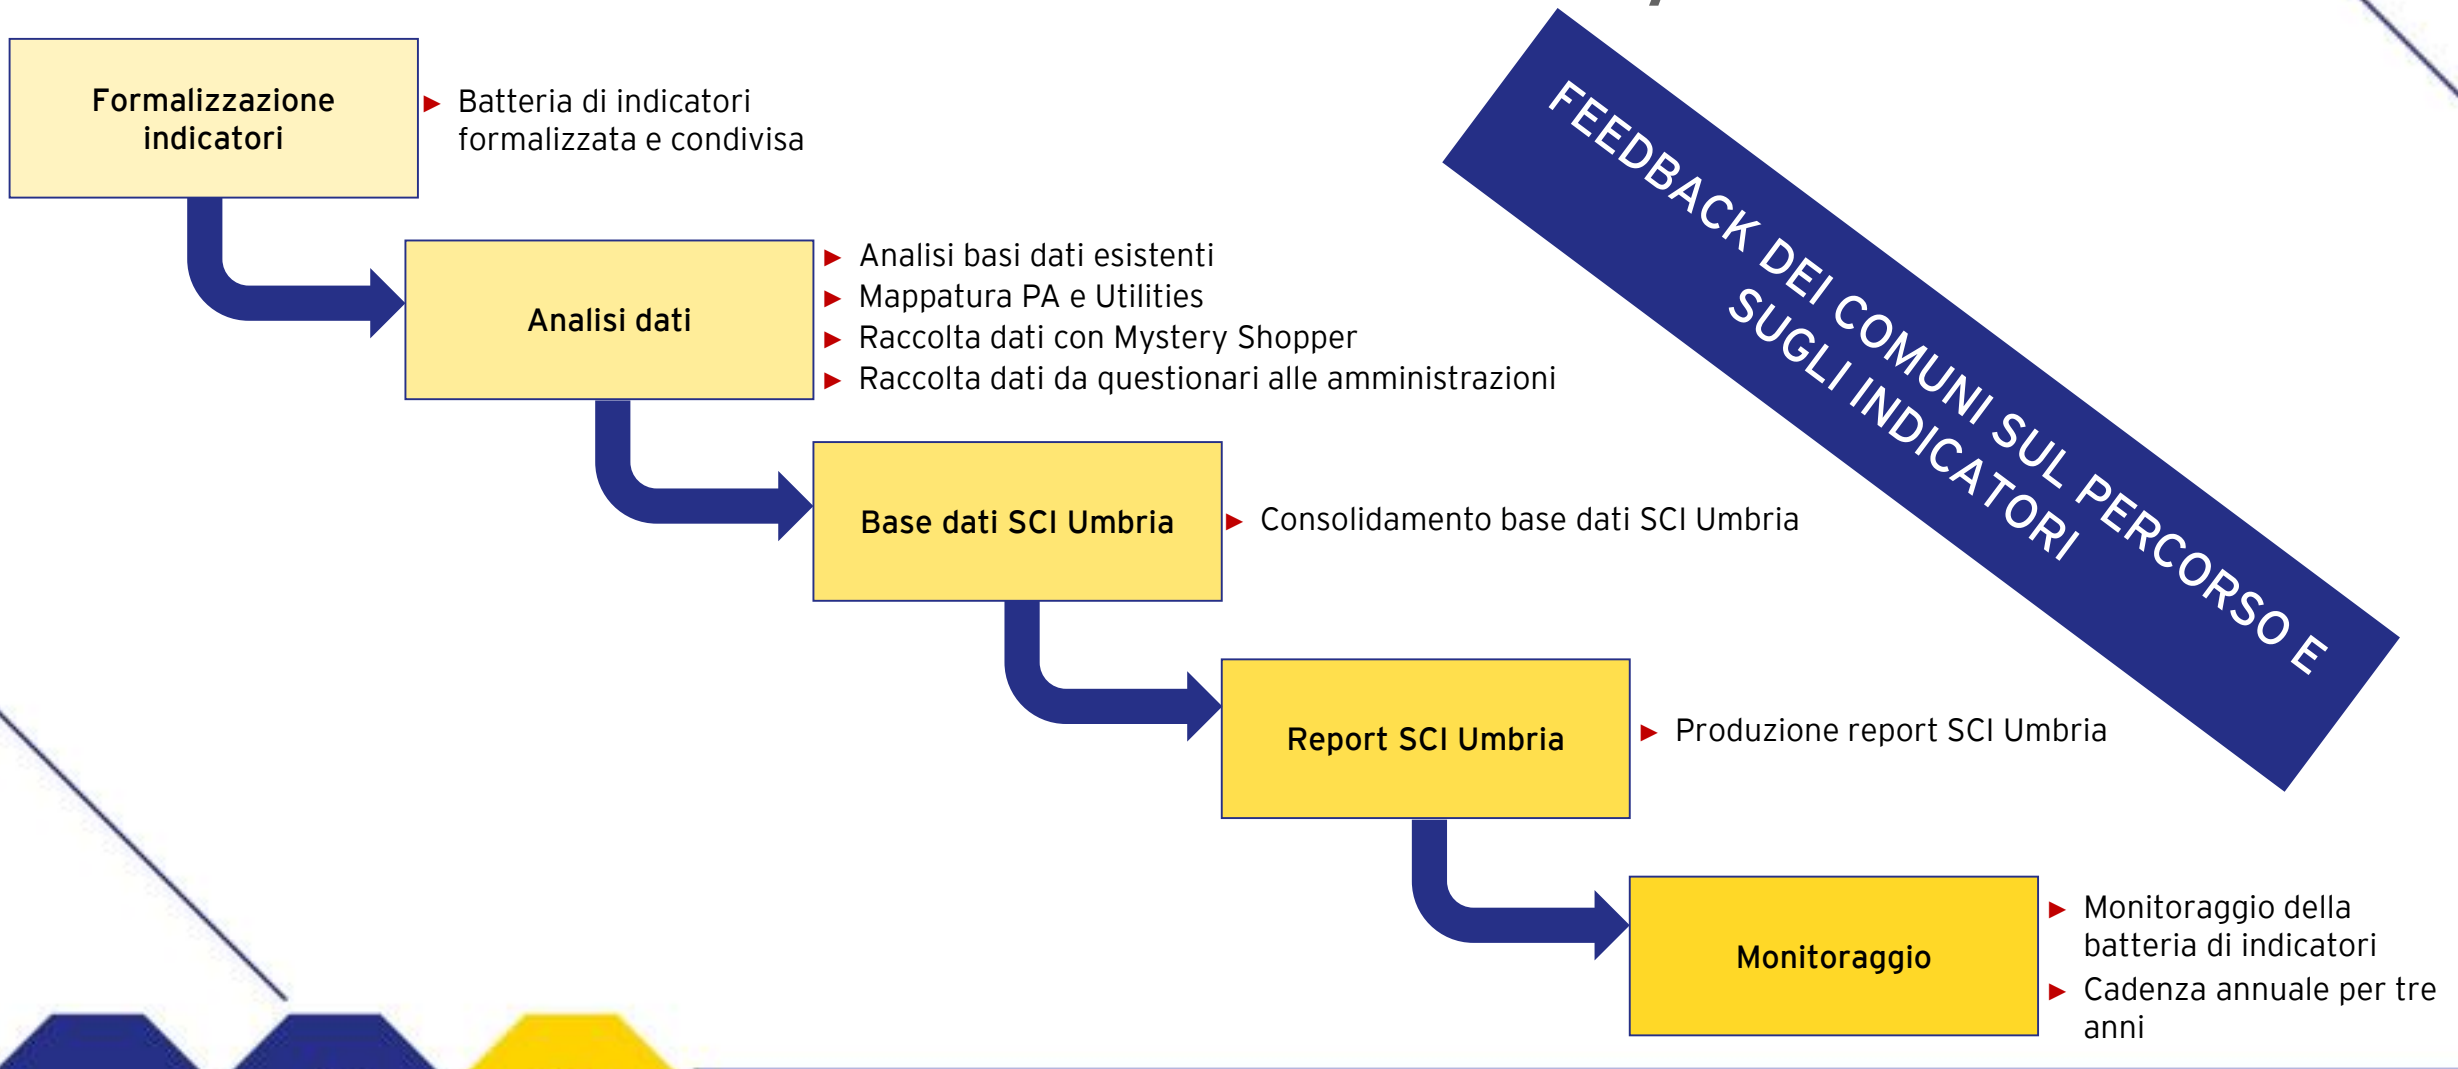 Formalizzazione
indicatori
► Batteria di indicatori
formalizzata e condivisa
Analisi dati
► Analisi basi dati esistenti
► Mappatura PA e Utilities
► Raccolta dati con Mystery Shopper
► Raccolta dati da questionari alle amministrazioni
Base dati SCI Umbria
► Consolidamento base dati SCI Umbria
Report SCI Umbria
► Produzione report SCI Umbria
Monitoraggio
► Monitoraggio della
batteria di indicatori
► Cadenza annuale per tre
anni
FEEDBACK DEI COMUNI SUL PERCORSO E
SUGLI INDICATORI